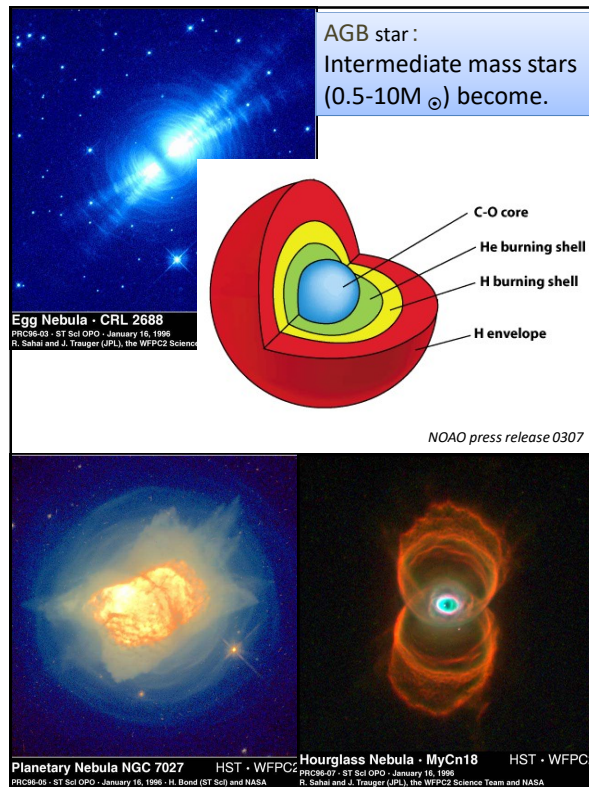 AGB star :
Intermediate mass stars
(0.5-10M ⊙) become.
Egg Nebula · CRL 2688
PRC96-03 · ST ScI OPO · January 16, 1996
R. Sahai and J. Trauger (JPL), the WFPC2 Science
C-O core
He burning shell
H burning shell
H envelope
NOAO press release 0307
Planetary Nebula NGC 7027 HST · WFPC2
PRC96-05 · ST ScI OPO · January 16, 1996 · H. Bond (ST ScI) and NASA
Hourglass Nebula · MyCn18 HST · WFPC
PRC96-07 · ST ScI OPO · January 16, 1996
R. Sahai and J. Trauger (JPL), the WFPC2 Science Team and NASA